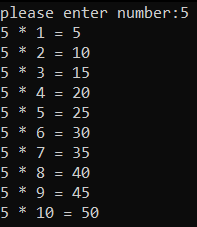 please enter number:5
5 * 1 = 5
5 * 2 = 10
5 * 3 = 15
5 * 4 = 20
5 * 5 = 25
5 * 6 = 30
5 * 7 = 35
5 * 8 = 40
5 * 9 = 45
5 * 10 = 50